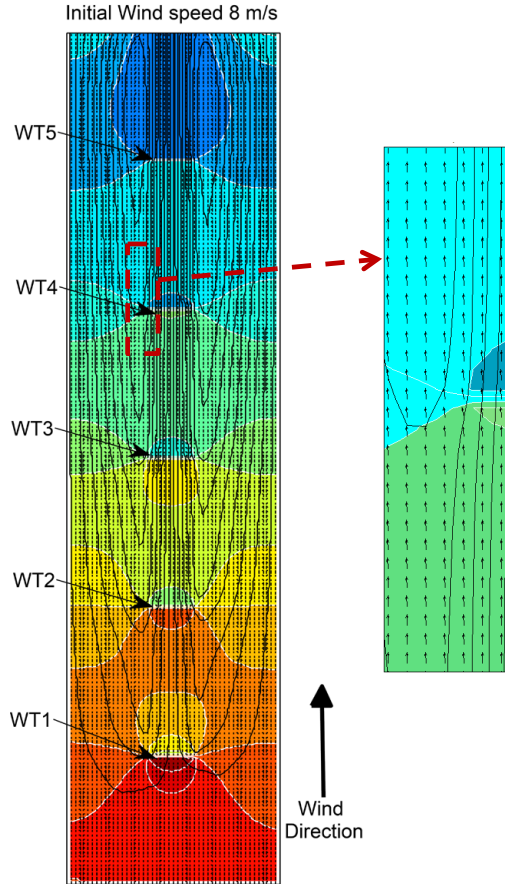 Initial Wind speed 8 m/s
WT5
WT4
WT3
WT2
WT1
Wind
Direction